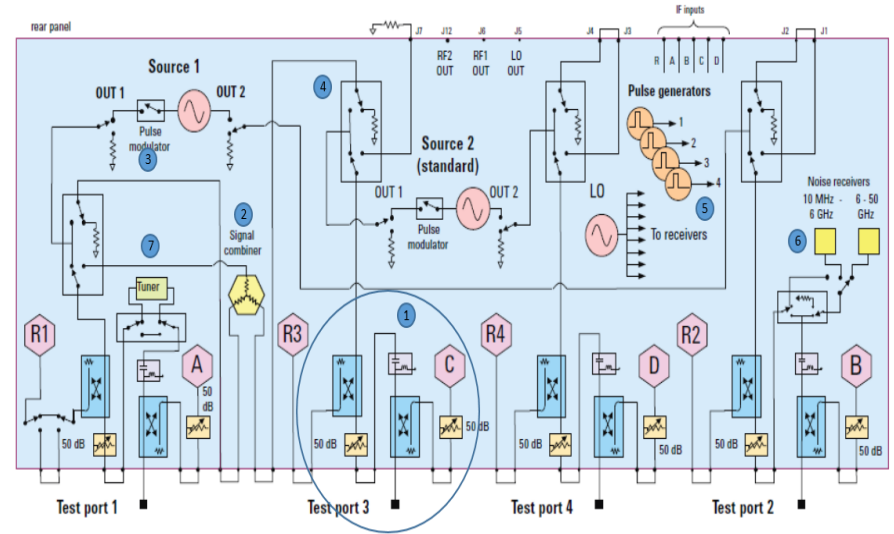 rear panel
J7
J12
J6
J5
J4
J3
IF inputs
J2
J1
RF2 OUT
RF1 OUT
LO OUT
R A B C D
Source 1
OUT 1
OUT 2
Pulse modulator
3
4
Source 2
(standard)
OUT 1
OUT 2
Pulse modulator
Pulse generators
1
2
3
4
5
LO
To receivers
Noise receivers
10 MHz - 6 GHz
6 - 50 GHz
6
2
Signal combiner
7
Tuner
1
R1
A
R3
C
R4
D
R2
B
50 dB
50 dB
50 dB
50 dB
50 dB
50 dB
50 dB
50 dB
Test port 1
Test port 3
Test port 4
Test port 2